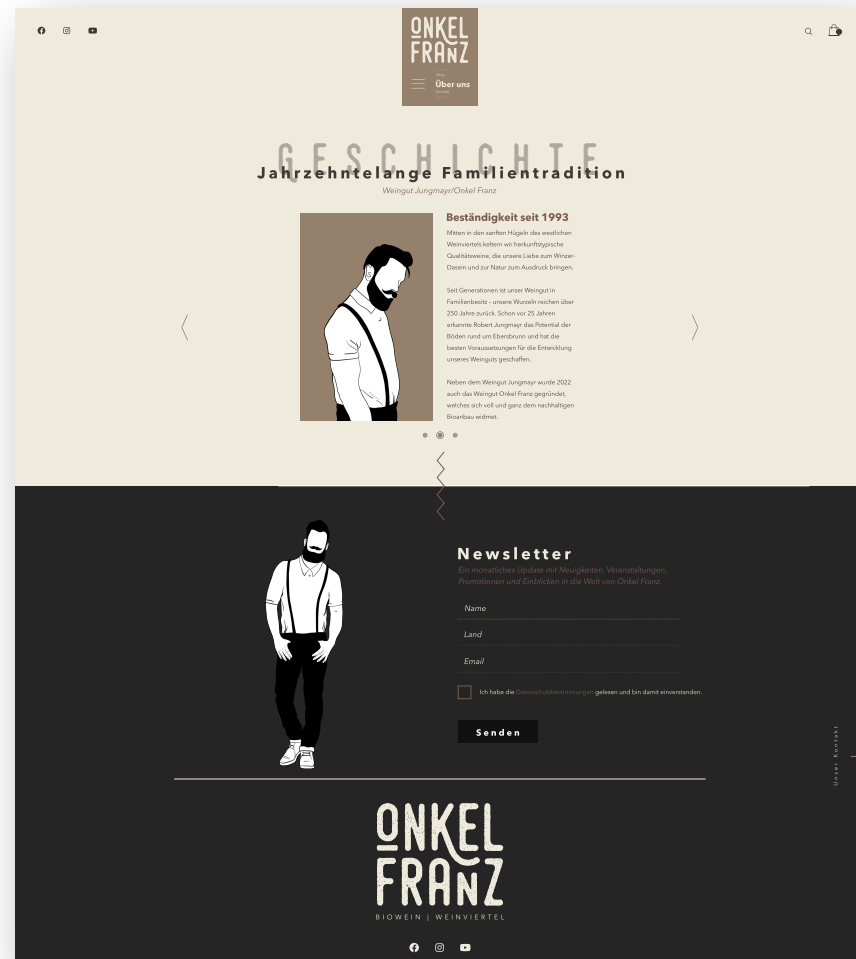 ONKEL
FRANZ
Über uns
GESCHICHTE
Jahrzehntelange Familientradition
Weingut Jungmayr/Onkel Franz
Beständigkeit seit 1993
Mitten in den sanften Hügeln des westlichen
Weinviertels keltern wir herkunftstypische
Qualitätsweine, die unsere Liebe zum Winzer-
Dasein und zur Natur zum Ausdruck bringen.
Seit Generationen ist unser Weingut in
Familienbesitz - unsere Wurzeln reichen über
250 Jahre zurück. Schon vor 25 Jahren
erkannte Robert Jungmayr das Potential der
Böden rund um Ebersbrunn und hat die
besten Voraussetzungen für die Entwicklung
unseres Weinguts geschaffen.
Neben dem Weingut Jungmayr wurde 2022
auch das Weingut Onkel Franz gegründet,
welches sich voll und ganz dem nachhaltigen
Bioanbau widmet.
Newsletter
Ein monatliches Update mit Neuigkeiten, Veranstaltungen,
Promotionen und Einblicken in die Welt von Onkel Franz.
Name
Land
Email
Ich habe die Datenschutzbestimmungen gelesen und bin damit einverstanden.
Senden
Unser Kontakt
ONKEL
FRANZ
BIOWEIN | WEINVIERTEL